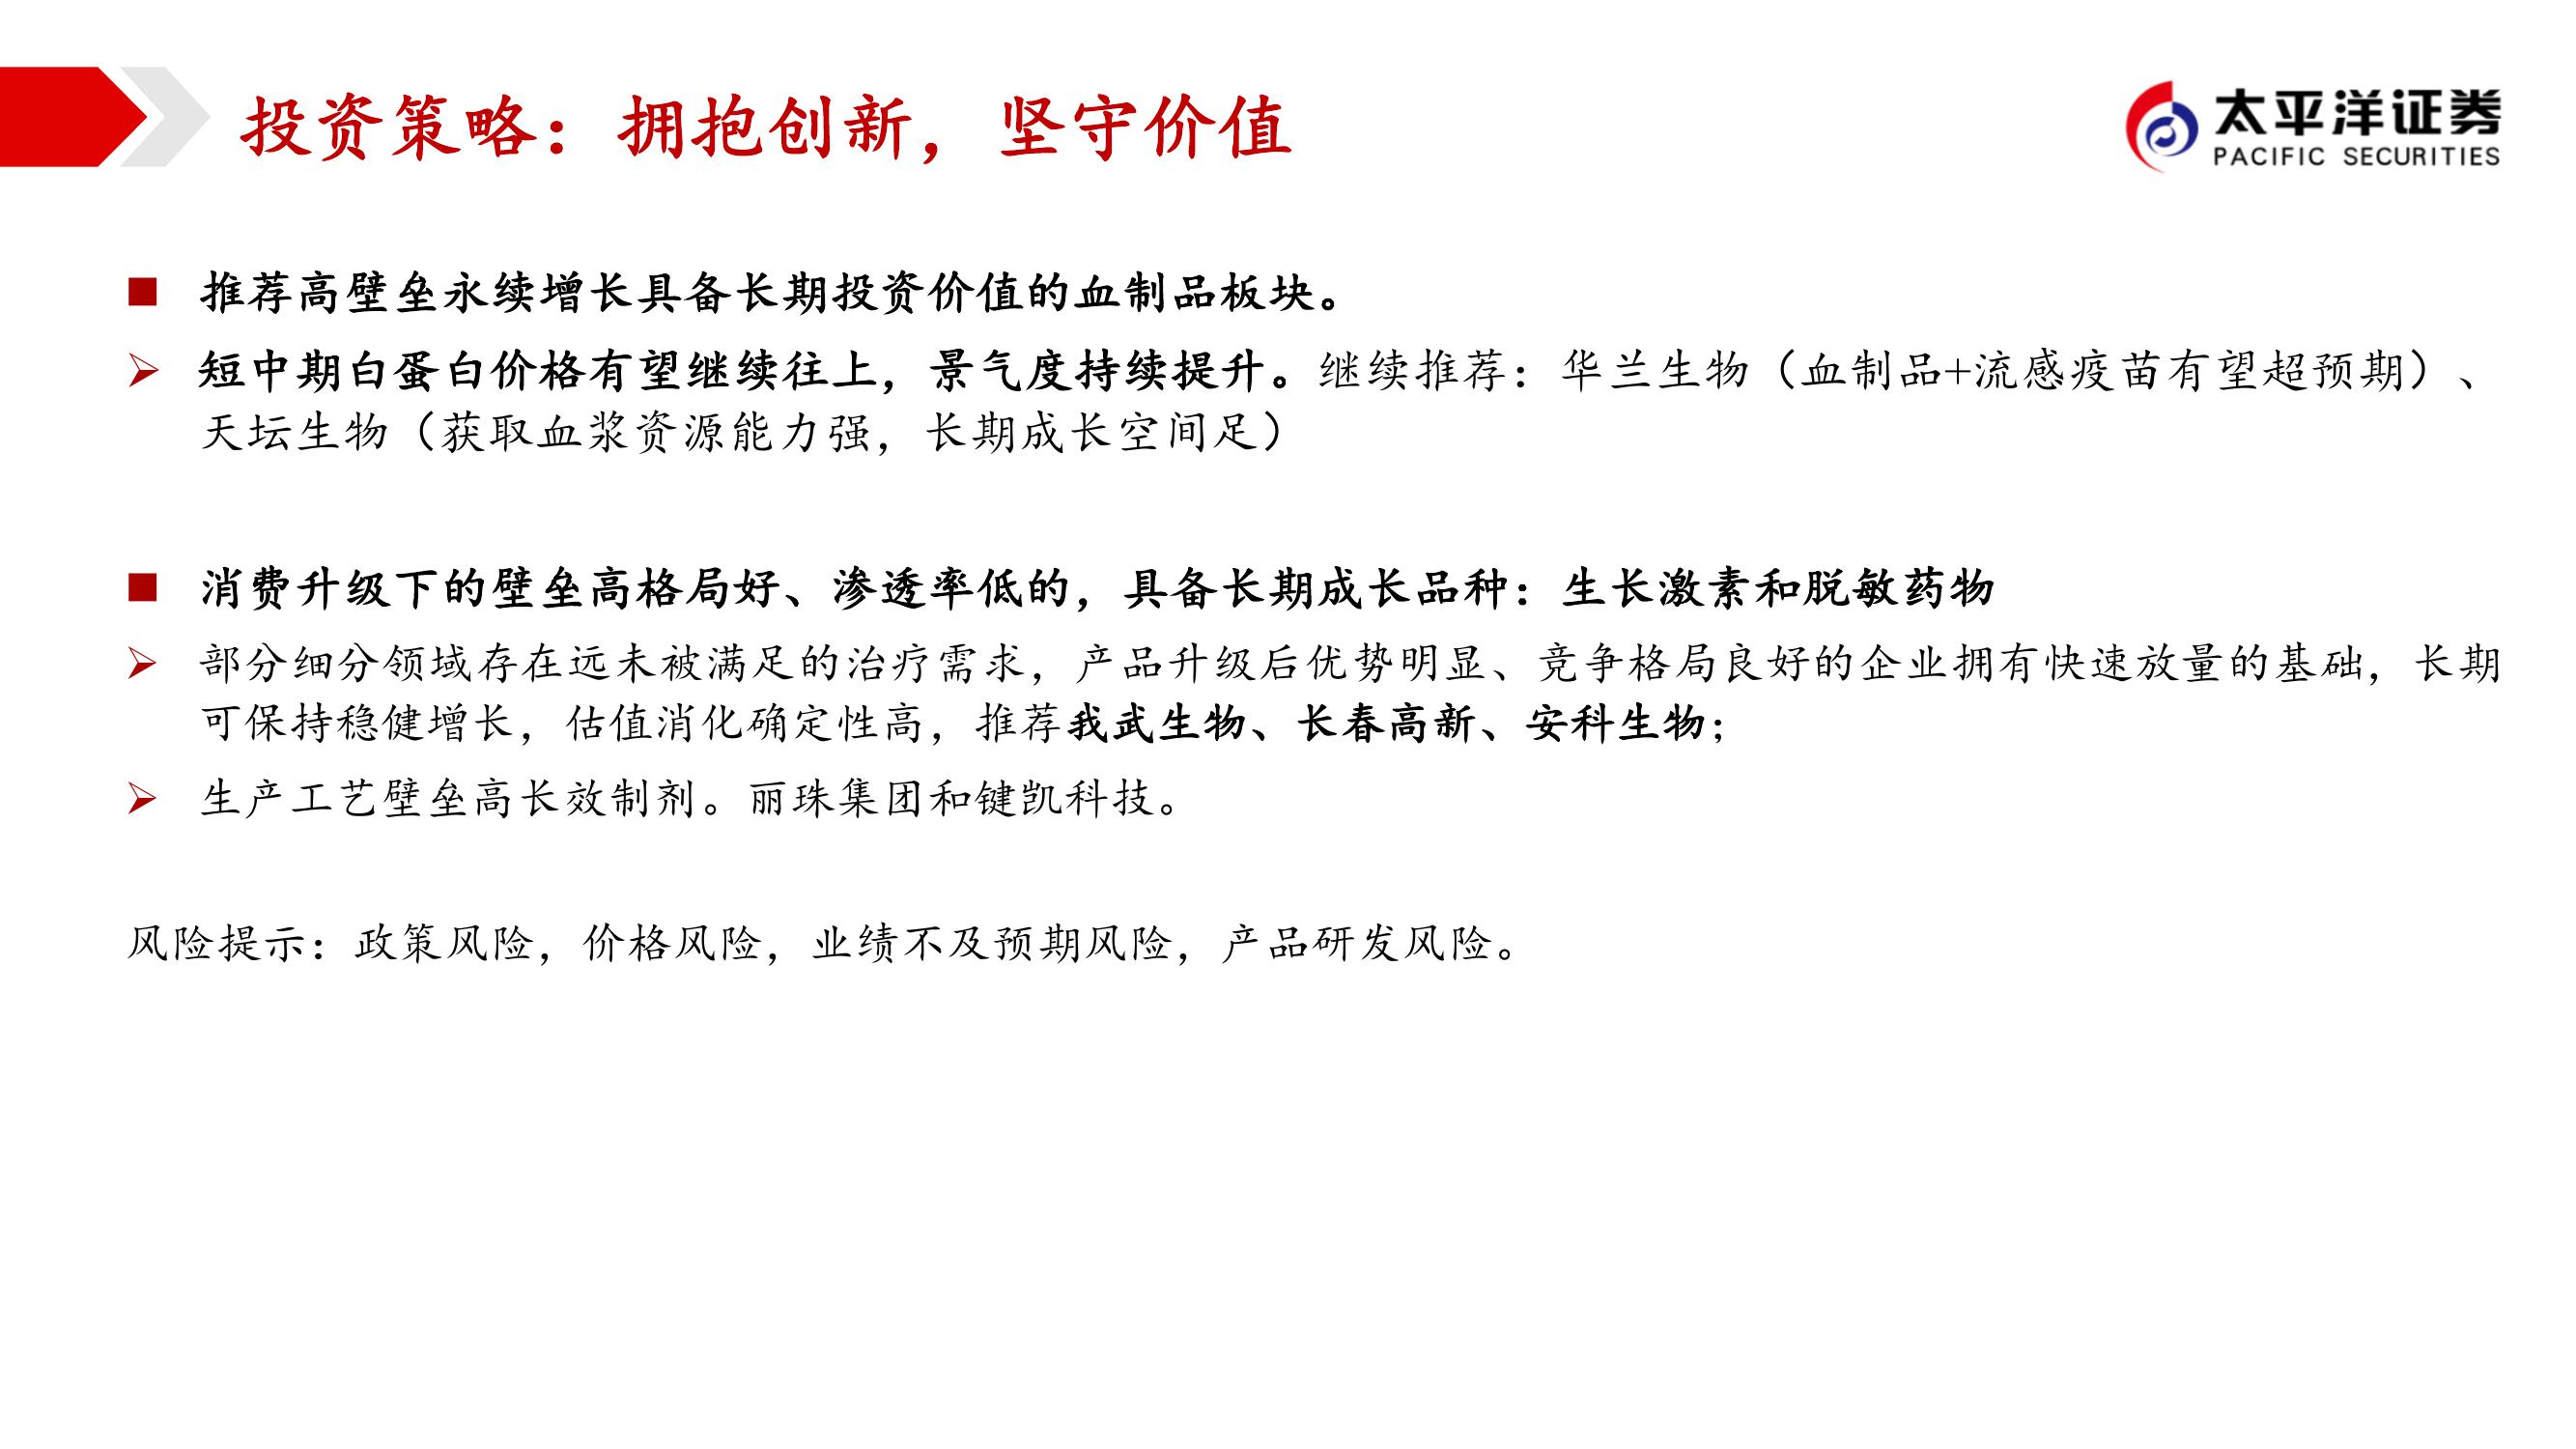 投资策略：拥抱创新，坚守价值
太平洋证券
PACIFIC SECURITIES
推荐高壁垒永续增长具备长期投资价值的血制品板块。
短中期白蛋白价格有望继续往上，景气度持续提升。继续推荐：华兰生物（血制品+流感疫苗有望超预期）、
天坛生物（获取血浆资源能力强，长期成长空间足）
消费升级下的壁垒高格局好、渗透率低的，具备长期成长品种：生长激素和脱敏药物
部分细分领域存在远未被满足的治疗需求，产品升级后优势明显、竞争格局良好的企业拥有快速放量的基础，长期
可保持稳健增长，估值消化确定性高，推荐我武生物、长春高新、安科生物；
生产工艺壁垒高长效制剂。丽珠集团和键凯科技。
风险提示：政策风险，价格风险，业绩不及预期风险，产品研发风险。